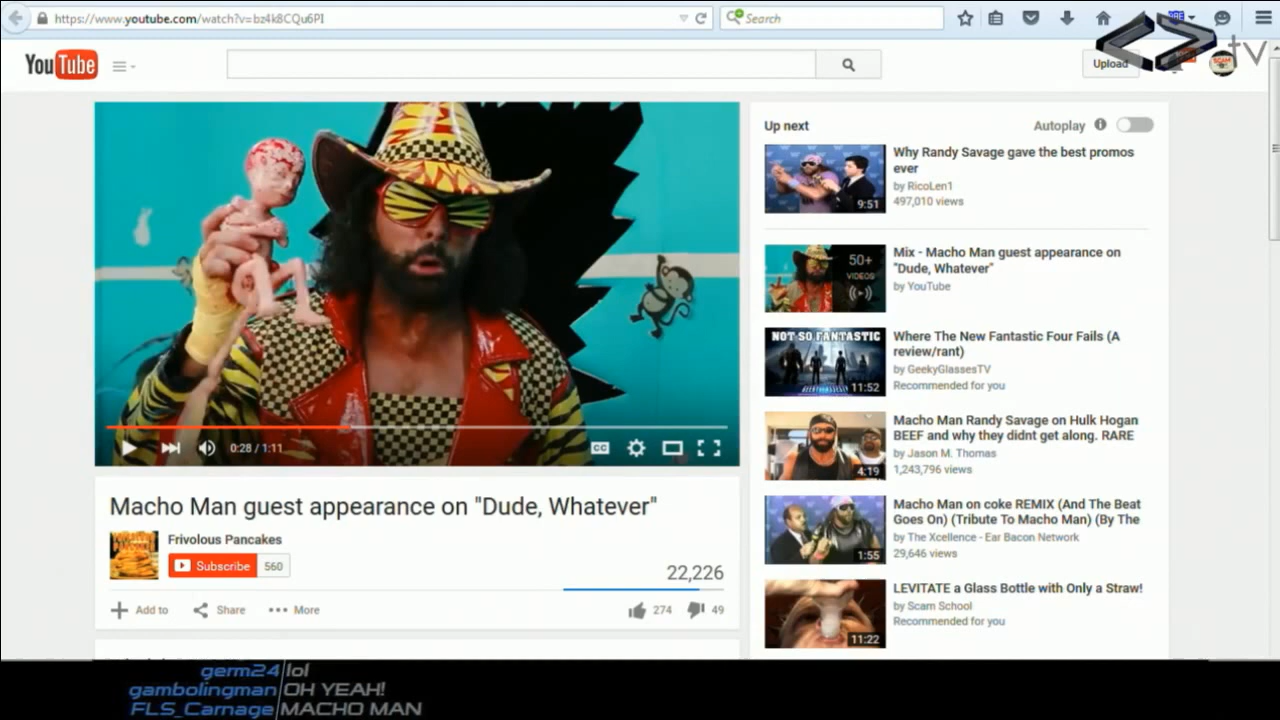 https://www.youtube.com/watch?v=bz4k8CQu6PI
Search
tv
YouTube
Upload
Up next
Autoplay
Why Randy Savage gave the best promos
ever
by RicoLen1
497,010 views
9:51
Mix - Macho Man guest appearance on
"Dude, Whatever"
by YouTube
50+
VIDEOS
Where The New Fantastic Four Fails (A
review/rant)
by GeekyGlassesTV
Recommended for you
NOT SO FANTASTIC
11:52
Macho Man Randy Savage on Hulk Hogan
BEEF and why they didnt get along. RARE
by Jason M. Thomas
1,243,796 views
4:19
Macho Man on coke REMIX (And The Beat
Goes On) (Tribute To Macho Man) (By The
by The Xcellence - Ear Bacon Network
29,646 views
1:55
LEVITATE a Glass Bottle with Only a Straw!
by Scam School
Recommended for you
11:22
0:28 / 1:11
CC
Macho Man guest appearance on "Dude, Whatever"
Frivolous Pancakes
Subscribe 560
22,226
Add to Share More
274 49
germ24 lol
gambolingman OH YEAH!
FLS_Carnage MACHO MAN